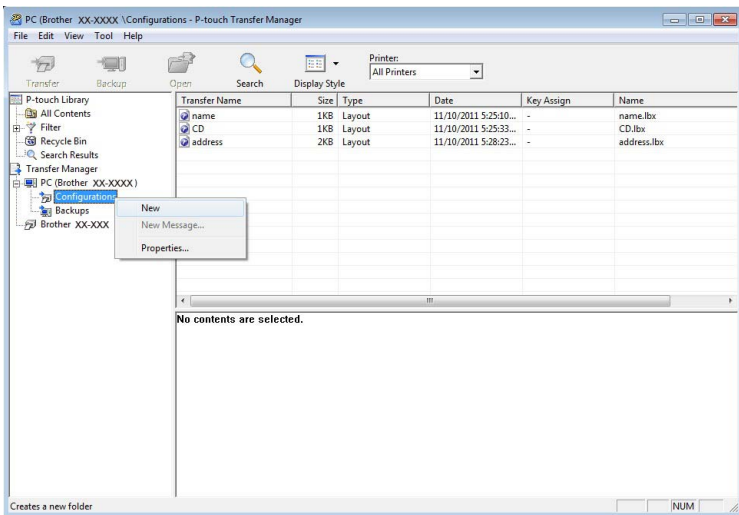 PC (Brother XX-XXXX \Configurations - P-touch Transfer Manager
File Edit View Tool Help
Transfer Backup Open Search Display Style
Printer:
All Printers
P-touch Library
All Contents
Filter
Recycle Bin
Search Results
Transfer Manager
PC (Brother XX-XXXX)
Configurations
Backups
Brother XX-XXX
New
New Message...
Properties...
Transfer Name Size Type Date Key Assign Name
name 1KB Layout 11/10/2011 5:25:10... - name.lbx
CD 1KB Layout 11/10/2011 5:25:33... - CD.lbx
address 2KB Layout 11/10/2011 5:28:23... - address.lbx
No contents are selected.
Creates a new folder NUM